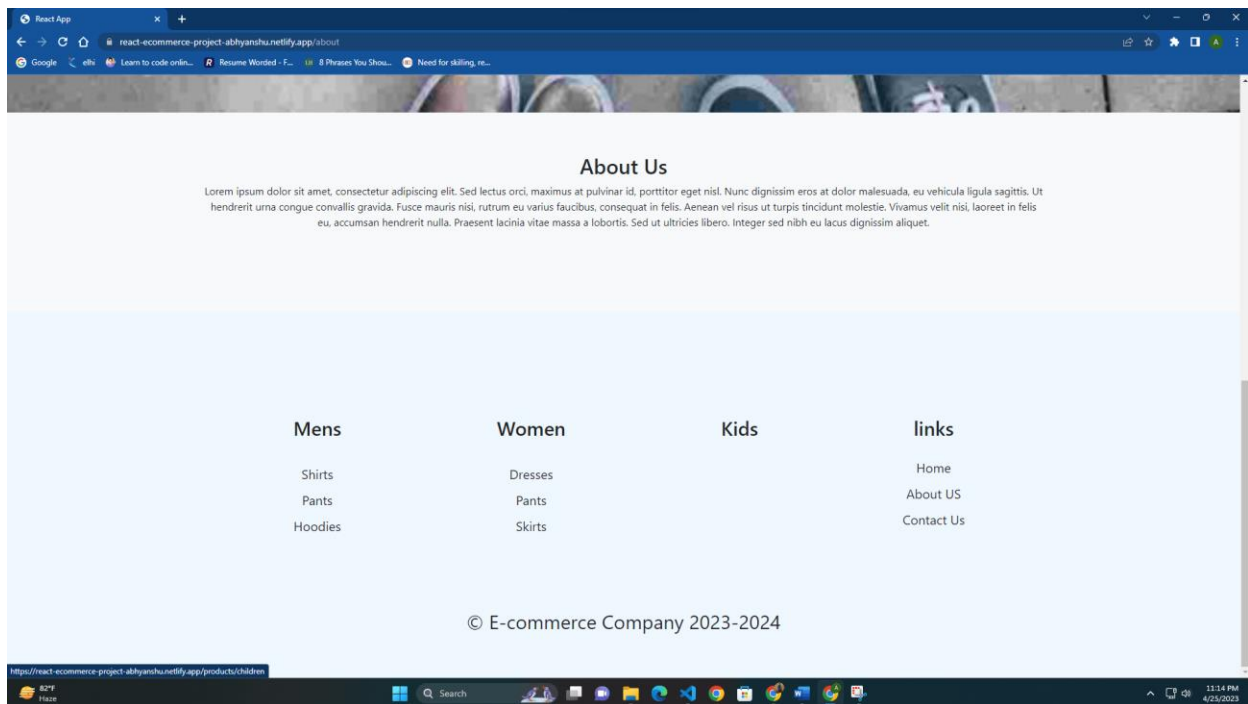 React App
react-ecommerce-project-abhyanshu.netlify.app/about
Google
elhi
Learn to code onlin...
Resume Worded - F...
8 Phrases You Shou...
Need for skilling, re...
About Us
Lorem ipsum dolor sit amet, consectetur adipiscing elit. Sed lectus orci, maximus at pulvinar id, porttitor eget nisl. Nunc dignissim eros at dolor malesuada, eu vehicula ligula sagittis. Ut
hendrerit urna congue convallis gravida. Fusce mauris nisi, rutrum eu varius faucibus, consequat in felis. Aenean vel risus ut turpis tincidunt molestie. Vivamus velit nisi, laoreet in felis
eu, accumsan hendrerit nulla. Praesent lacinia vitae massa a lobortis. Sed ut ultricies libero. Integer sed nibh eu lacus dignissim aliquet.
Mens
Shirts
Pants
Hoodies
Women
Dresses
Pants
Skirts
Kids
links
Home
About US
Contact Us
© E-commerce Company 2023-2024
https://react-ecommerce-project-abhyanshu.netlify.app/products/children
82°F
Haze
Search
11:14 PM
4/25/2023